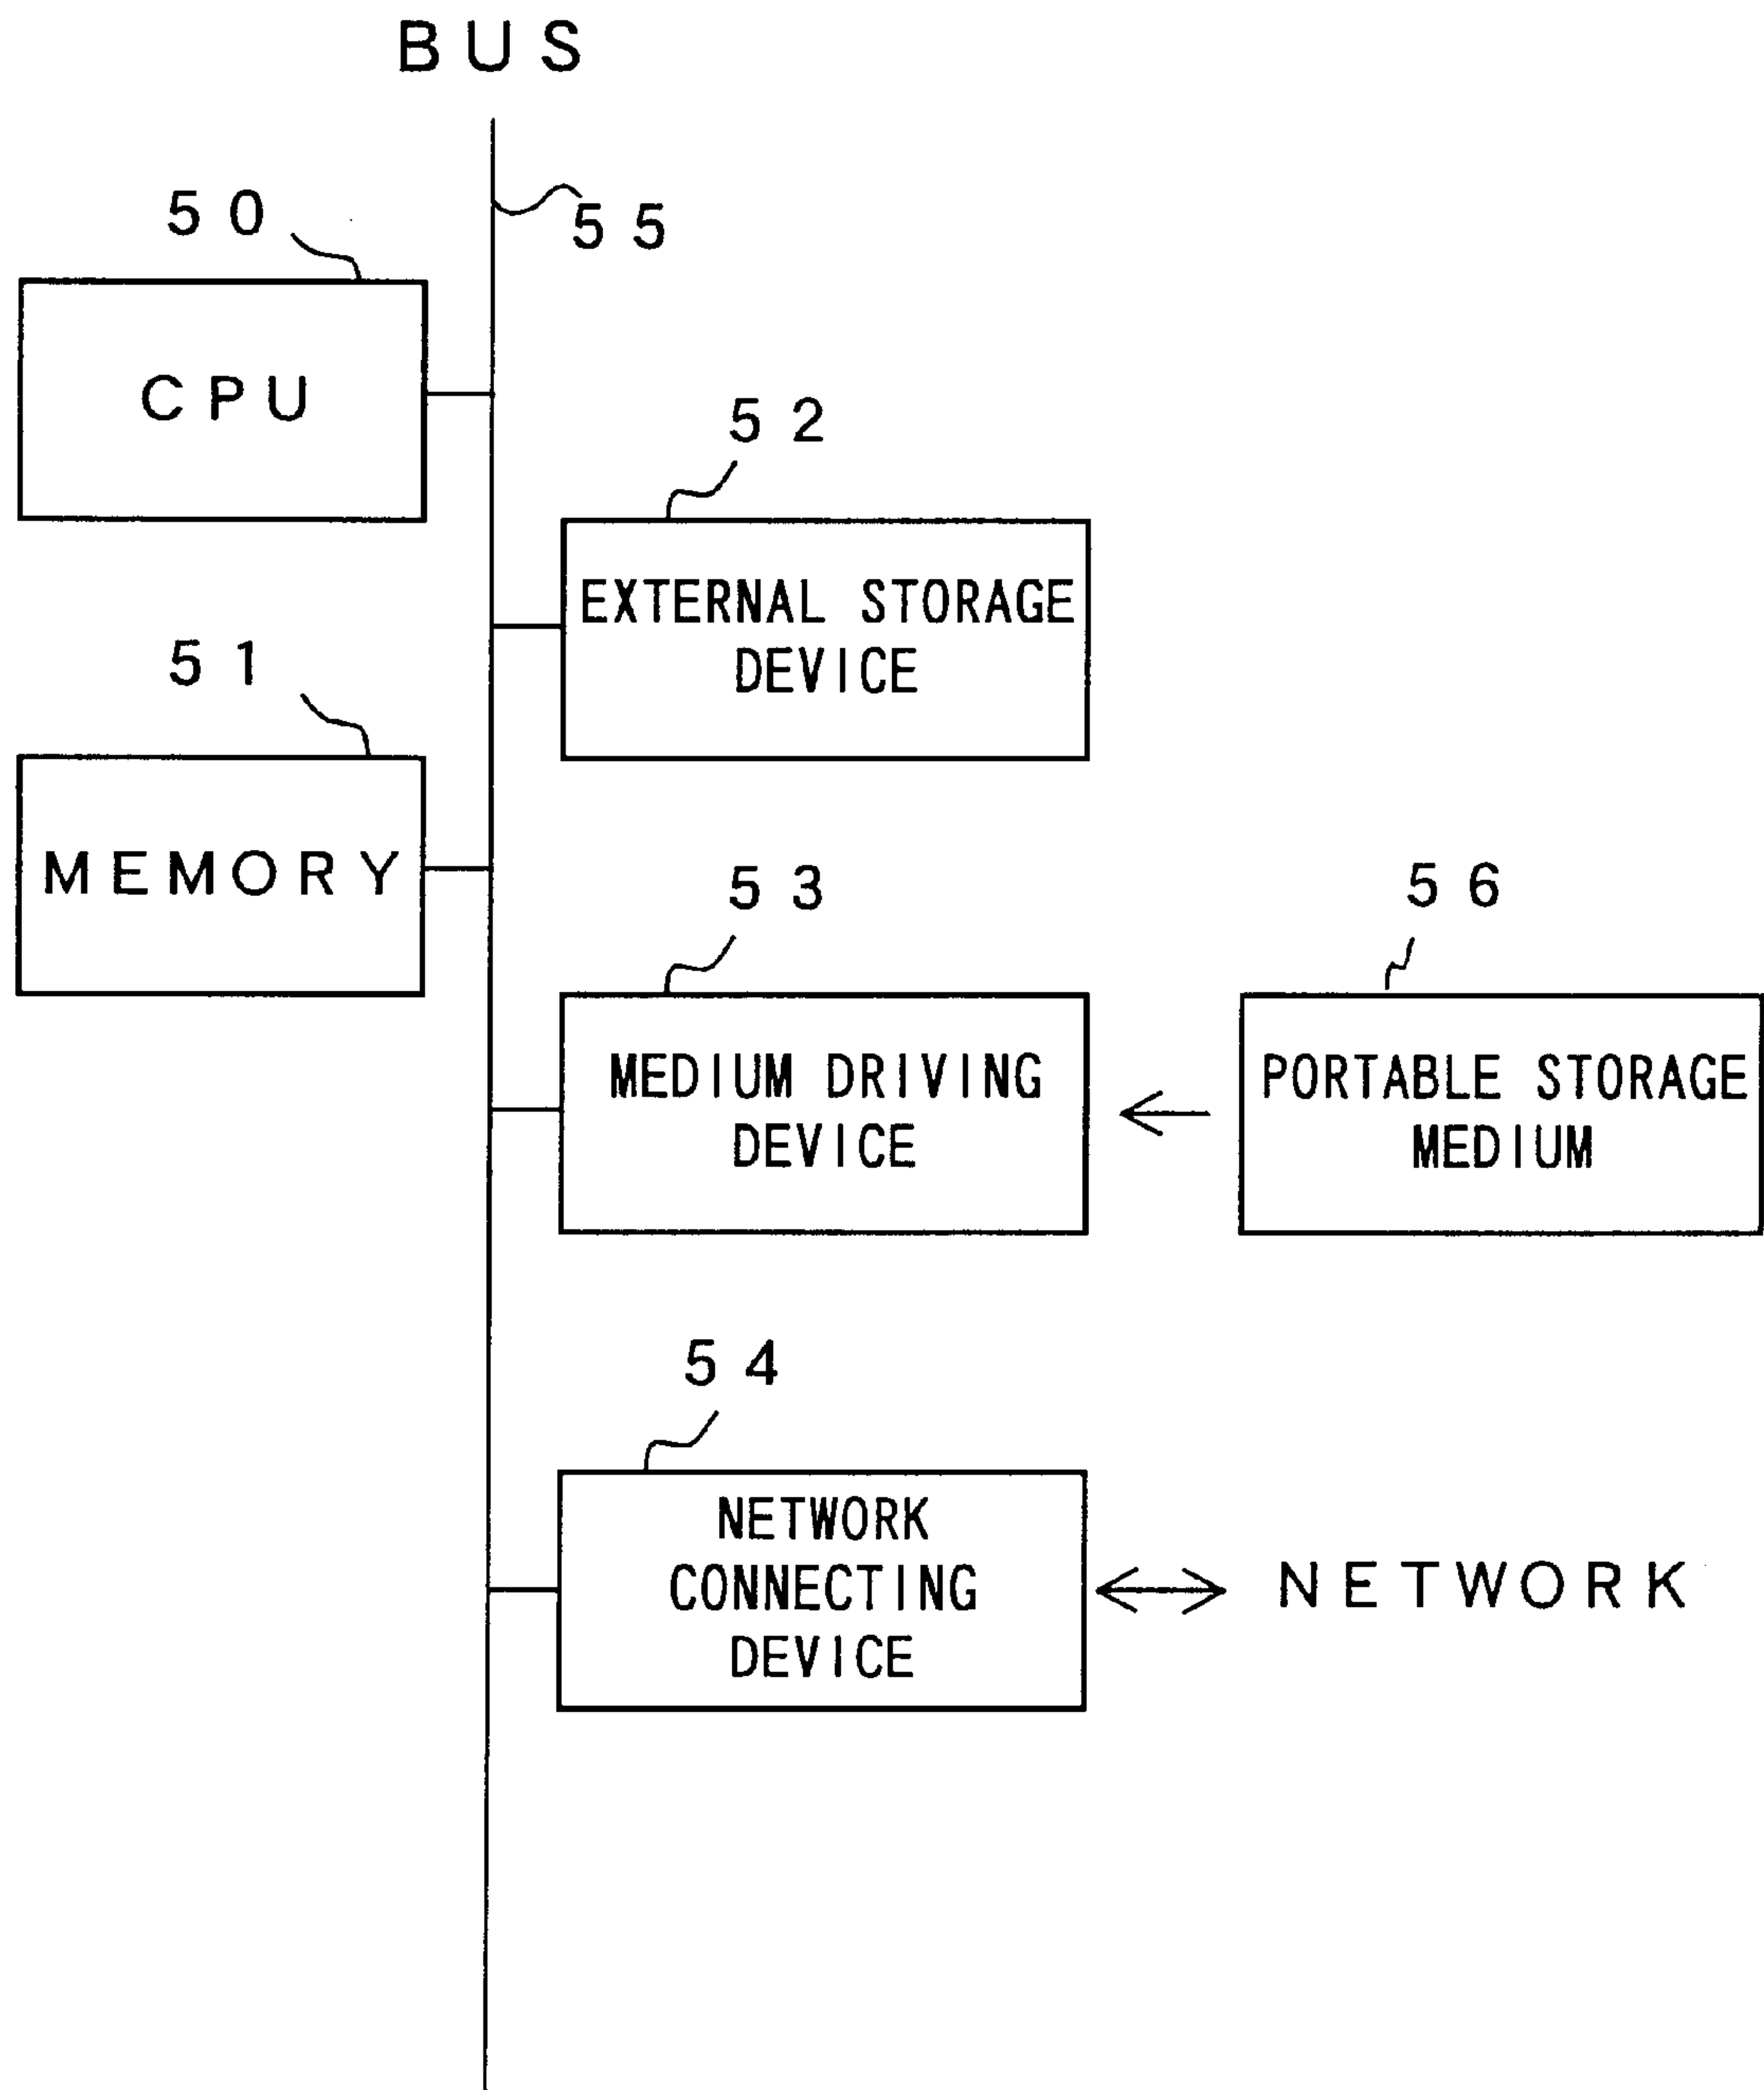 BUS
50
55
CPU
52
EXTERNAL STORAGE
DEVICE
51
MEMORY
53
56
MEDIUM DRIVING
DEVICE
PORTABLE STORAGE
MEDIUM
54
NETWORK
CONNECTING
DEVICE
NETWORK